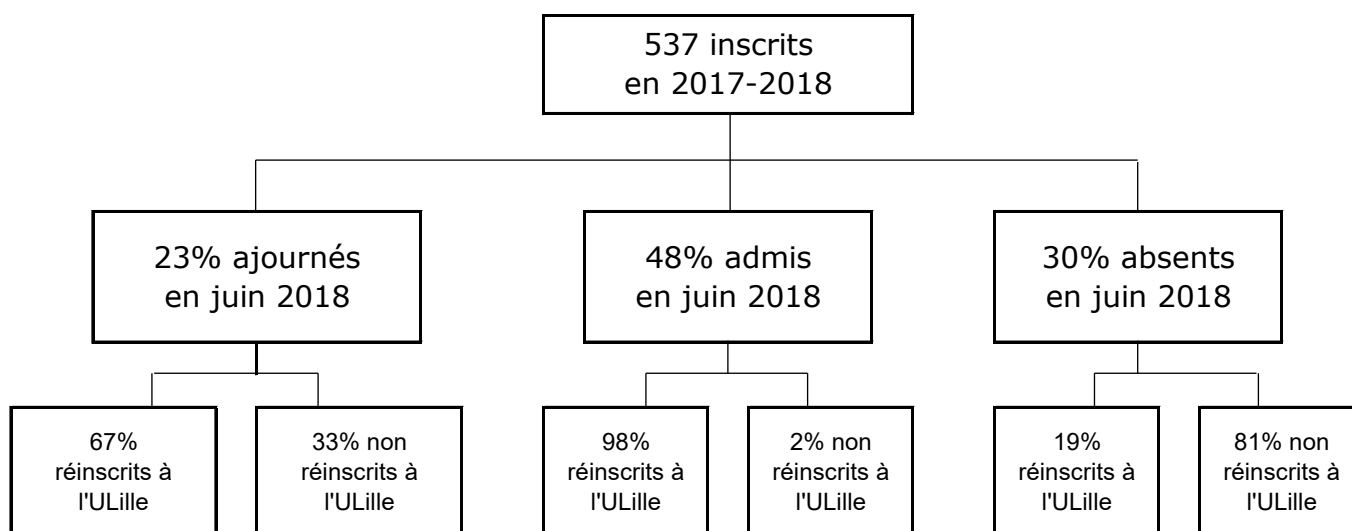 537 inscrits
en 2017-2018
23% ajournés
en juin 2018
48% admis
en juin 2018
30% absents
en juin 2018
67%
réinscrits à
l'ULille
33% non
réinscrits à
l'ULille
98%
réinscrits à
l'ULille
2% non
réinscrits à
l'ULille
19%
réinscrits à
l'ULille
81% non
réinscrits à
l'ULille